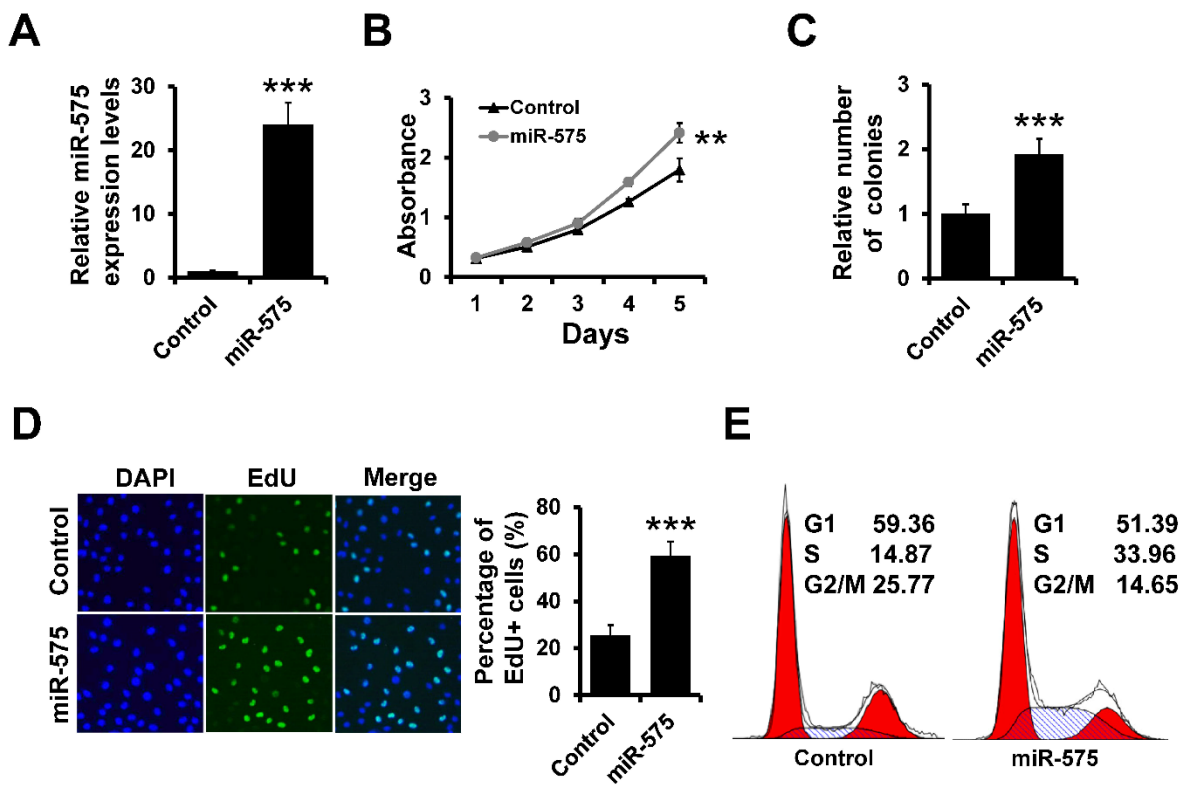 A
Relative miR-575
expression levels
30
20
10
0
***
Control
miR-575
B
Absorbance
3
2
1
0
Control
miR-575
**
1 2 3 4 5
Days
C
Relative number
of colonies
3
2
1
0
***
Control
miR-575
D
DAPI EdU Merge
Control
miR-575
Percentage of
EdU+ cells (%)
80
60
40
20
0
***
Control
miR-575
E
G1 59.36
S 14.87
G2/M 25.77
Control
G1 51.39
S 33.96
G2/M 14.65
miR-575